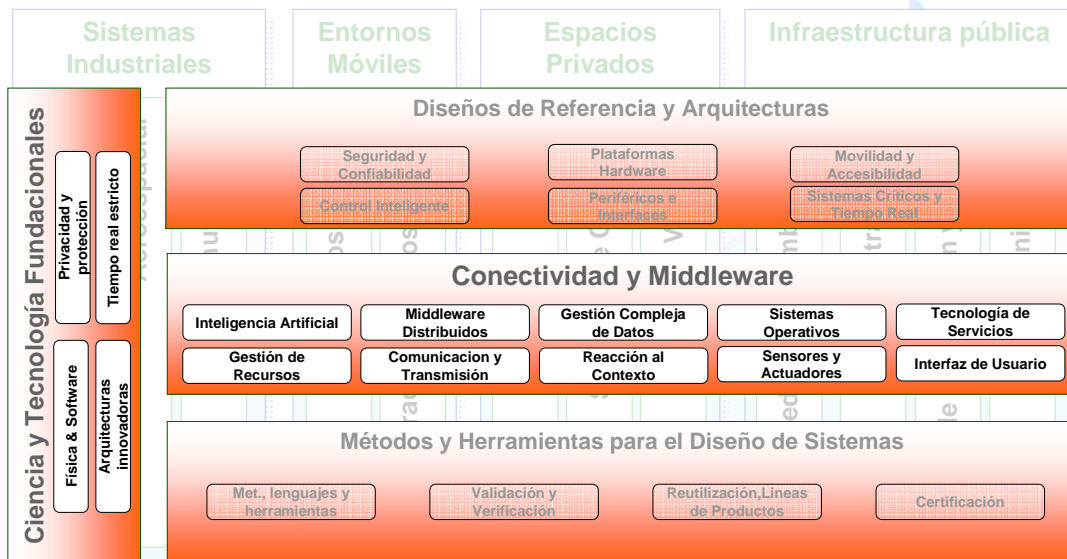 Sistemas
Industriales
Entornos
Móviles
Espacios
Privados
Infraestructura pública
Ciencia y Tecnología Fundacionales
Privacidad y
protección
Tiempo real estricto
Física & Software
Arquitecturas
innovadoras
Diseños de Referencia y Arquitecturas
Seguridad y
Confiabilidad
Plataformas
Hardware
Movilidad y
Accesibilidad
Control Inteligente
Periféricos e
Interfaces
Sistemas Críticos y
Tiempo Real
Conectividad y Middleware
Inteligencia Artificial
Middleware
Distribuidos
Gestión Compleja
de Datos
Sistemas
Operativos
Tecnología de
Servicios
Gestión de
Recursos
Comunicacion y
Transmisión
Reacción al
Contexto
Sensores y
Actuadores
Interfaz de Usuario
Métodos y Herramientas para el Diseño de Sistemas
Met., lenguajes y
herramientas
Validación y
Verificación
Reutilización,Lineas
de Productos
Certificación